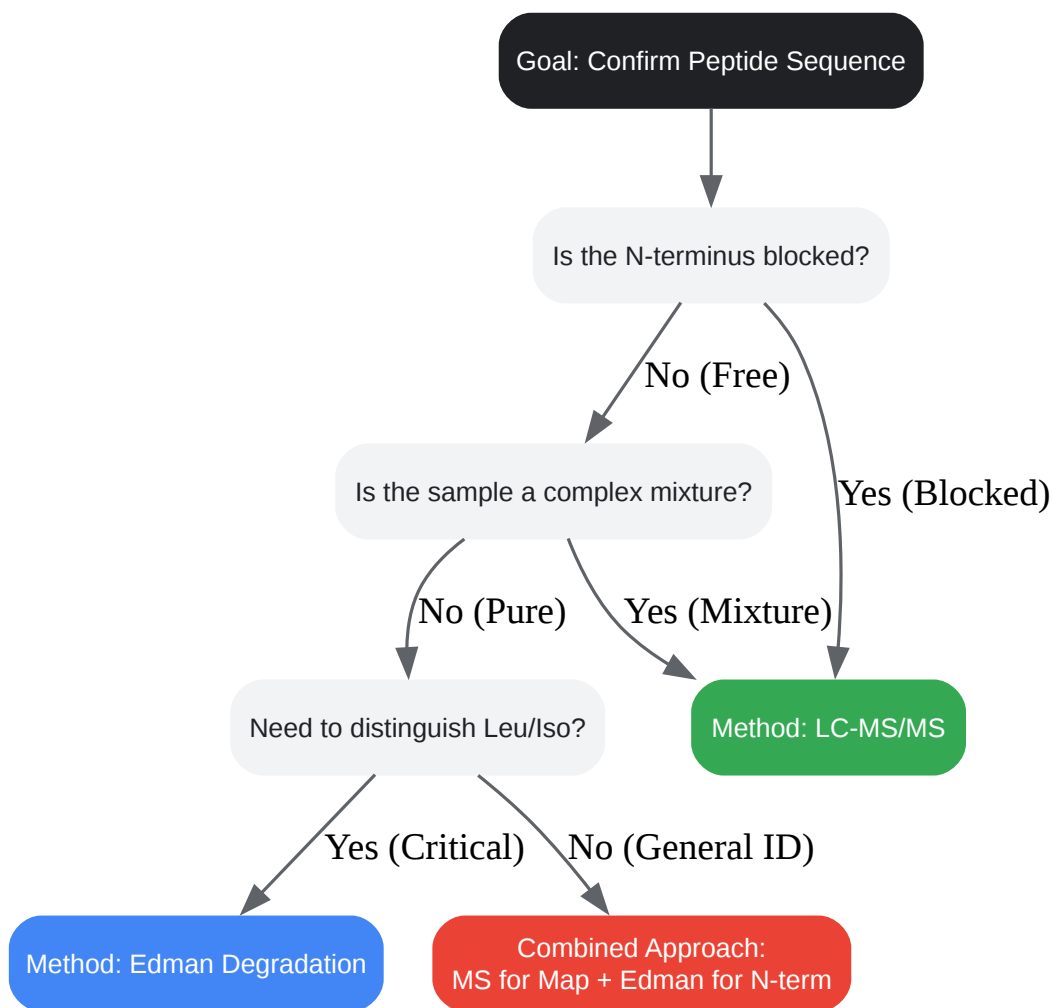 Goal: Confirm Peptide Sequence
Is the N-terminus blocked?
No (Free)
Is the sample a complex mixture?
Yes (Blocked)
No (Pure)
Yes (Mixture)
Need to distinguish Leu/Iso?
Method: LC-MS/MS
Yes (Critical)
No (General ID)
Method: Edman Degradation
Combined Approach:
MS for Map + Edman for N-term